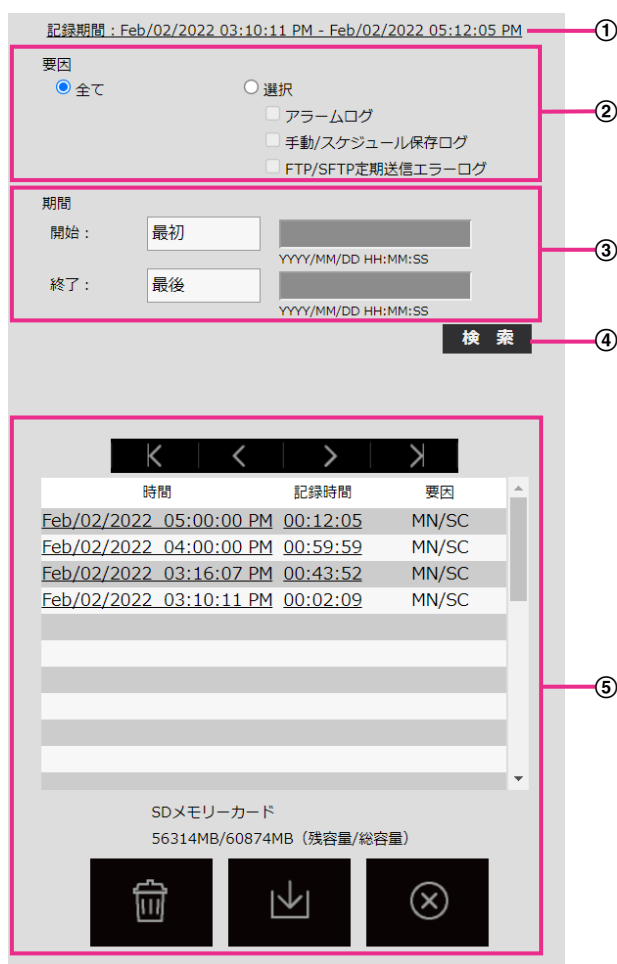 記録期間 : Feb/02/2022 03:10:11 PM - Feb/02/2022 05:12:05 PM ①
要因 ②
全て 選択
アラームログ
手動/スケジュール保存ログ
FTP/SFTP定期送信エラーログ
期間 ③
開始 : 最初
YYYY/MM/DD HH:MM:SS
終了 : 最後
YYYY/MM/DD HH:MM:SS
検 索 ④
時間 記録時間 要因 ⑤
Feb/02/2022 05:00:00 PM 00:12:05 MN/SC
Feb/02/2022 04:00:00 PM 00:59:59 MN/SC
Feb/02/2022 03:16:07 PM 00:43:52 MN/SC
Feb/02/2022 03:10:11 PM 00:02:09 MN/SC
SDメモリーカード
56314MB/60874MB（残容量/総容量）